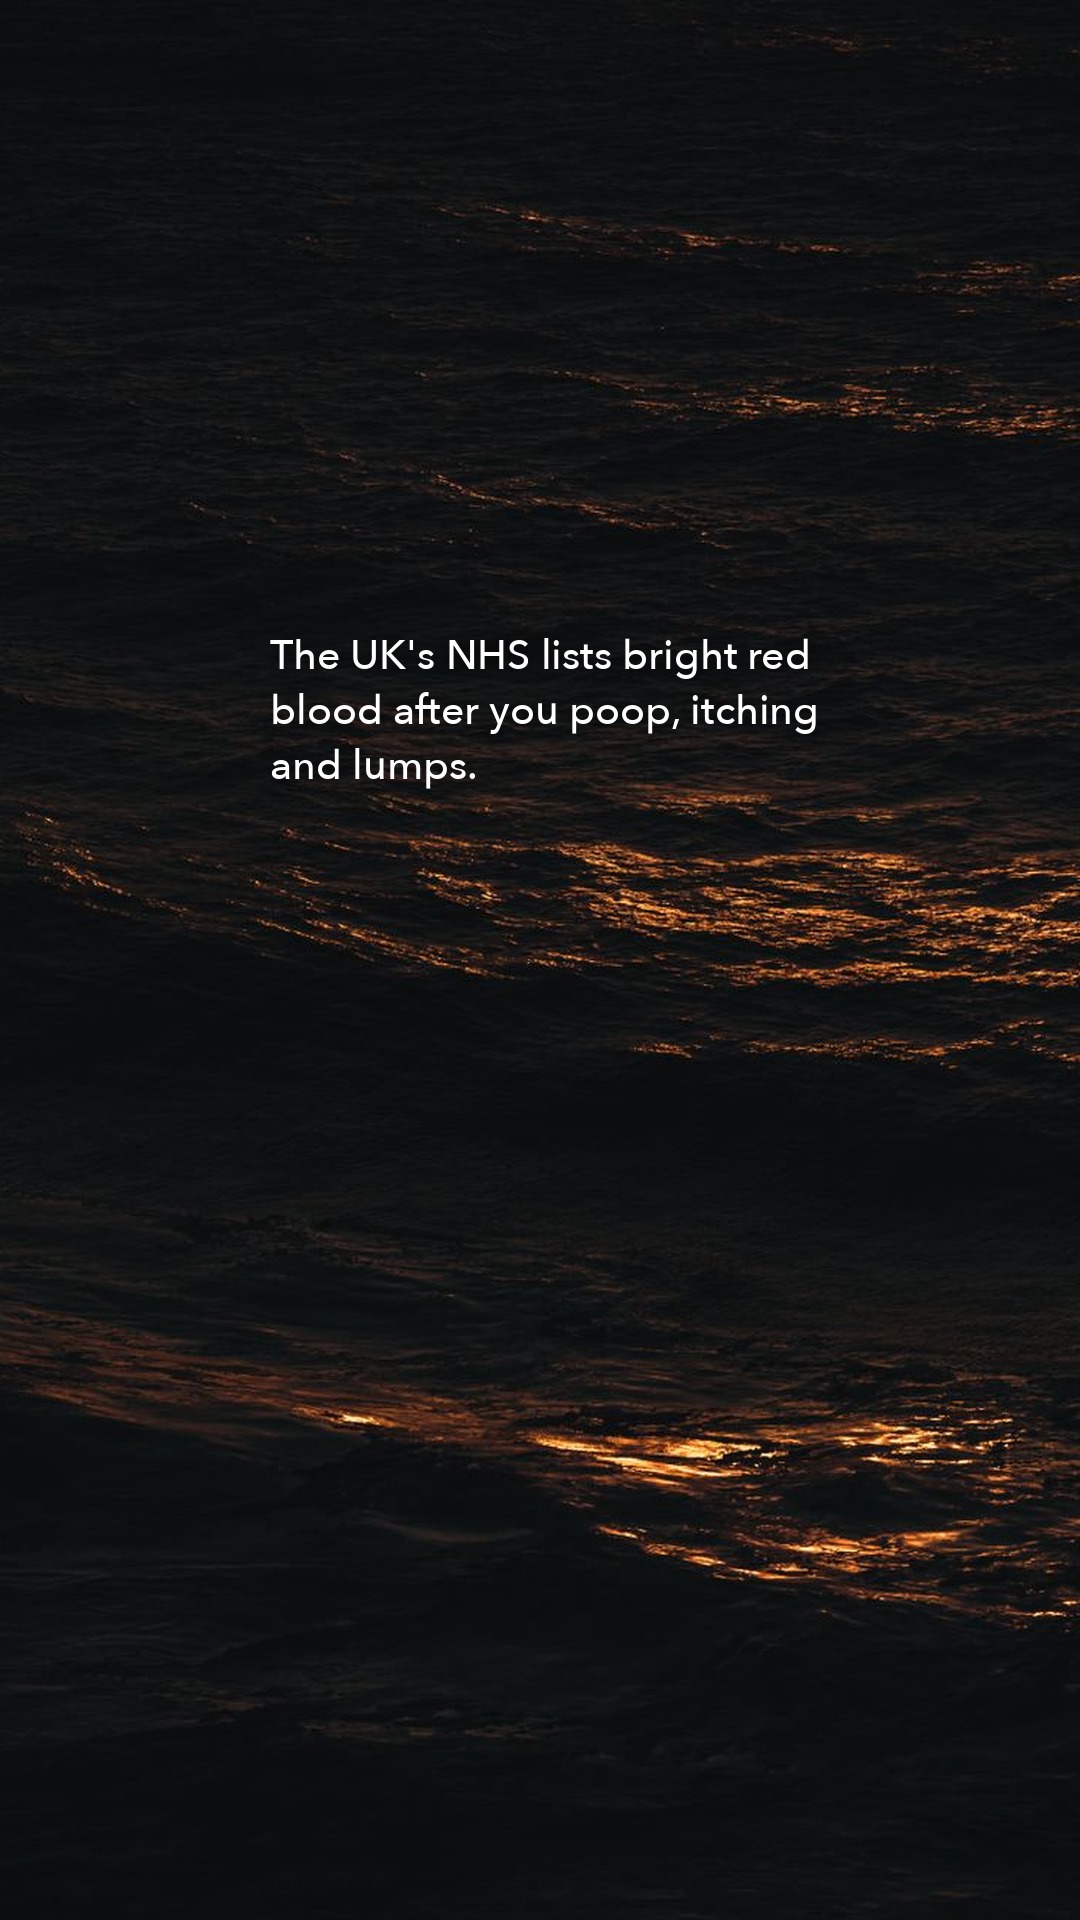 The UK's NHS lists bright red
blood after you poop, itching
and lumps.